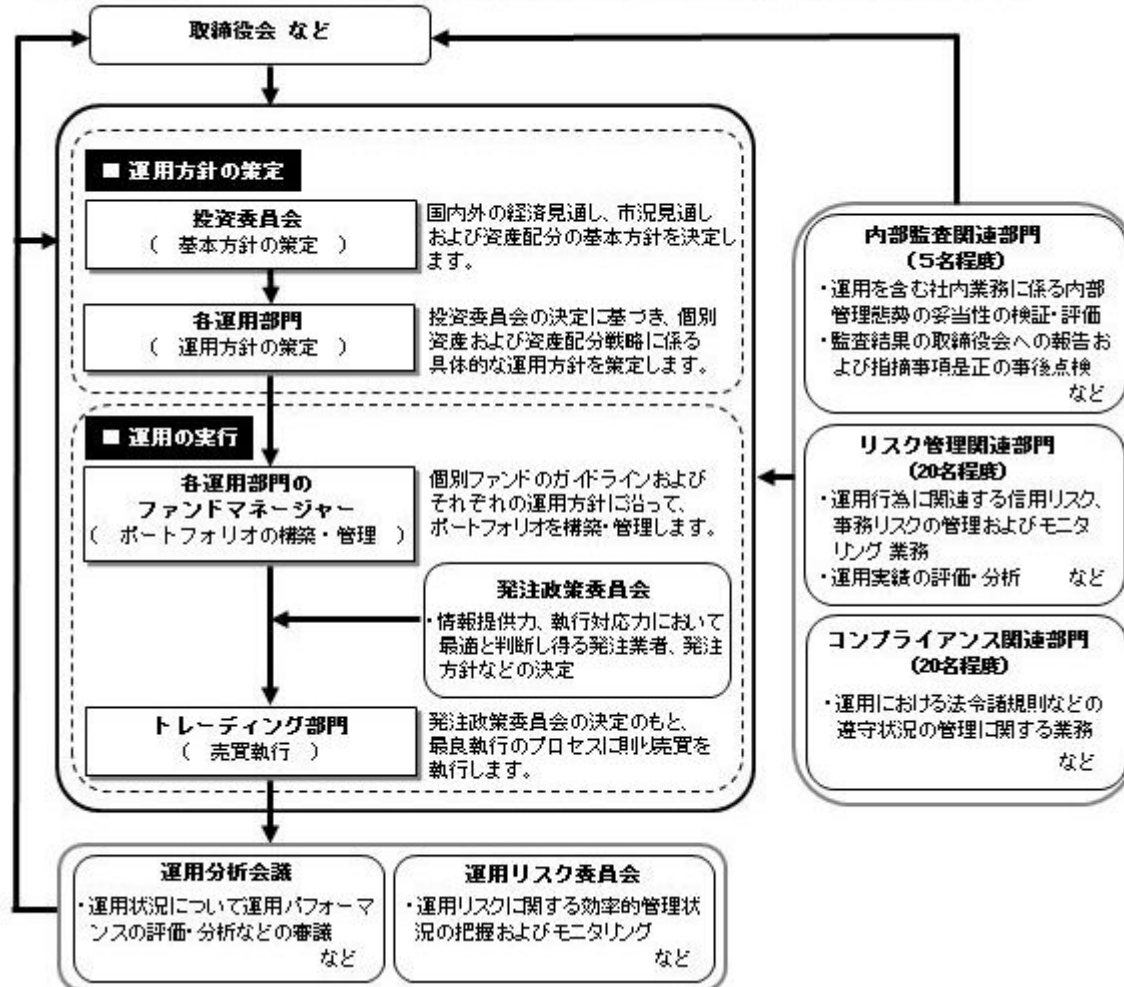 取締役会 など
■ 運用方針の策定
投資委員会
( 基本方針の策定 )
国内外の経済見通し、市況見通し
および資産配分の基本方針を決定し
ます。
各運用部門
( 運用方針の策定 )
投資委員会の決定に基づき、個別
資産および資産配分戦略に係る
具体的な運用方針を策定します。
■ 運用の実行
各運用部門の
ファンドマネージャー
( ポートフォリオの構築・管理 )
個別ファンドのガイドラインおよび
それぞれの運用方針に沿って、
ポートフォリオを構築・管理します。
発注政策委員会
・情報提供力、執行対応力において
最適と判断し得る発注業者、発注
方針などの決定
トレーディング部門
( 売買執行 )
発注政策委員会の決定のもと、
最良執行のプロセスに則り売買を
執行します。
運用分析会議
・運用状況について運用パフォーマ
ンスの評価・分析などの審議
など
運用リスク委員会
・運用リスクに関する効率的管理状
況の把握およびモニタリング
など
内部監査関連部門
(5名程度)
・運用を含む社内業務に係る内部
管理態勢の妥当性の検証・評価
・監査結果の取締役会への報告お
よび指摘事項是正の事後点検
など
リスク管理関連部門
(20名程度)
・運用行為に関連する信用リスク、
事務リスクの管理およびモニタ
リング 業務
・運用実績の評価・分析 など
コンプライアンス関連部門
(20名程度)
・運用における法令諸規則などの
遵守状況の管理に関する業務
など